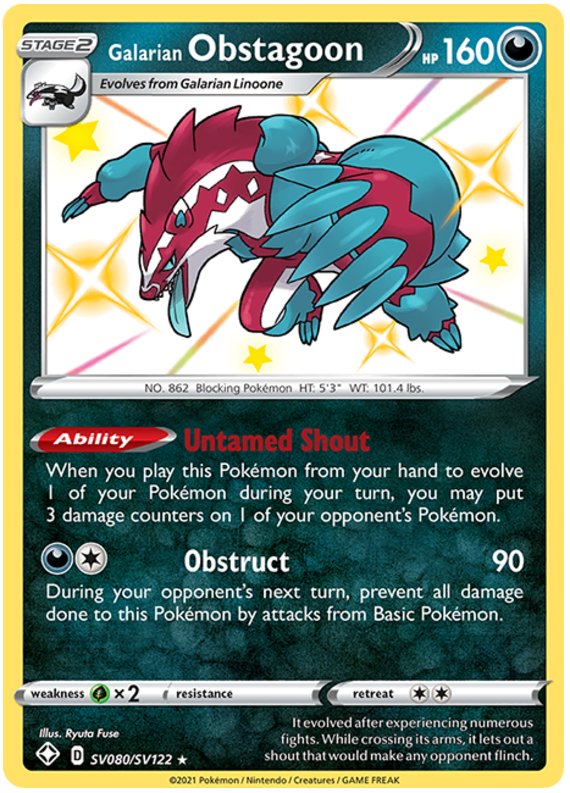 STAGE 2
Galarian Obstagoon
HP 160
Evolves from Galarian Linoone
NO. 862 Blocking Pokémon HT: 5'3" WT: 101.4 lbs.
Ability Untamed Shout
When you play this Pokémon from your hand to evolve
1 of your Pokémon during your turn, you may put
3 damage counters on 1 of your opponent's Pokémon.
Obstruct 90
During your opponent's next turn, prevent all damage
done to this Pokémon by attacks from Basic Pokémon.
weakness ×2 resistance retreat
Illus. Ryuta Fuse
D SV080/SV122 ★
It evolved after experiencing numerous
fights. While crossing its arms, it lets out a
shout that would make any opponent flinch.
©2021 Pokémon / Nintendo / Creatures / GAME FREAK